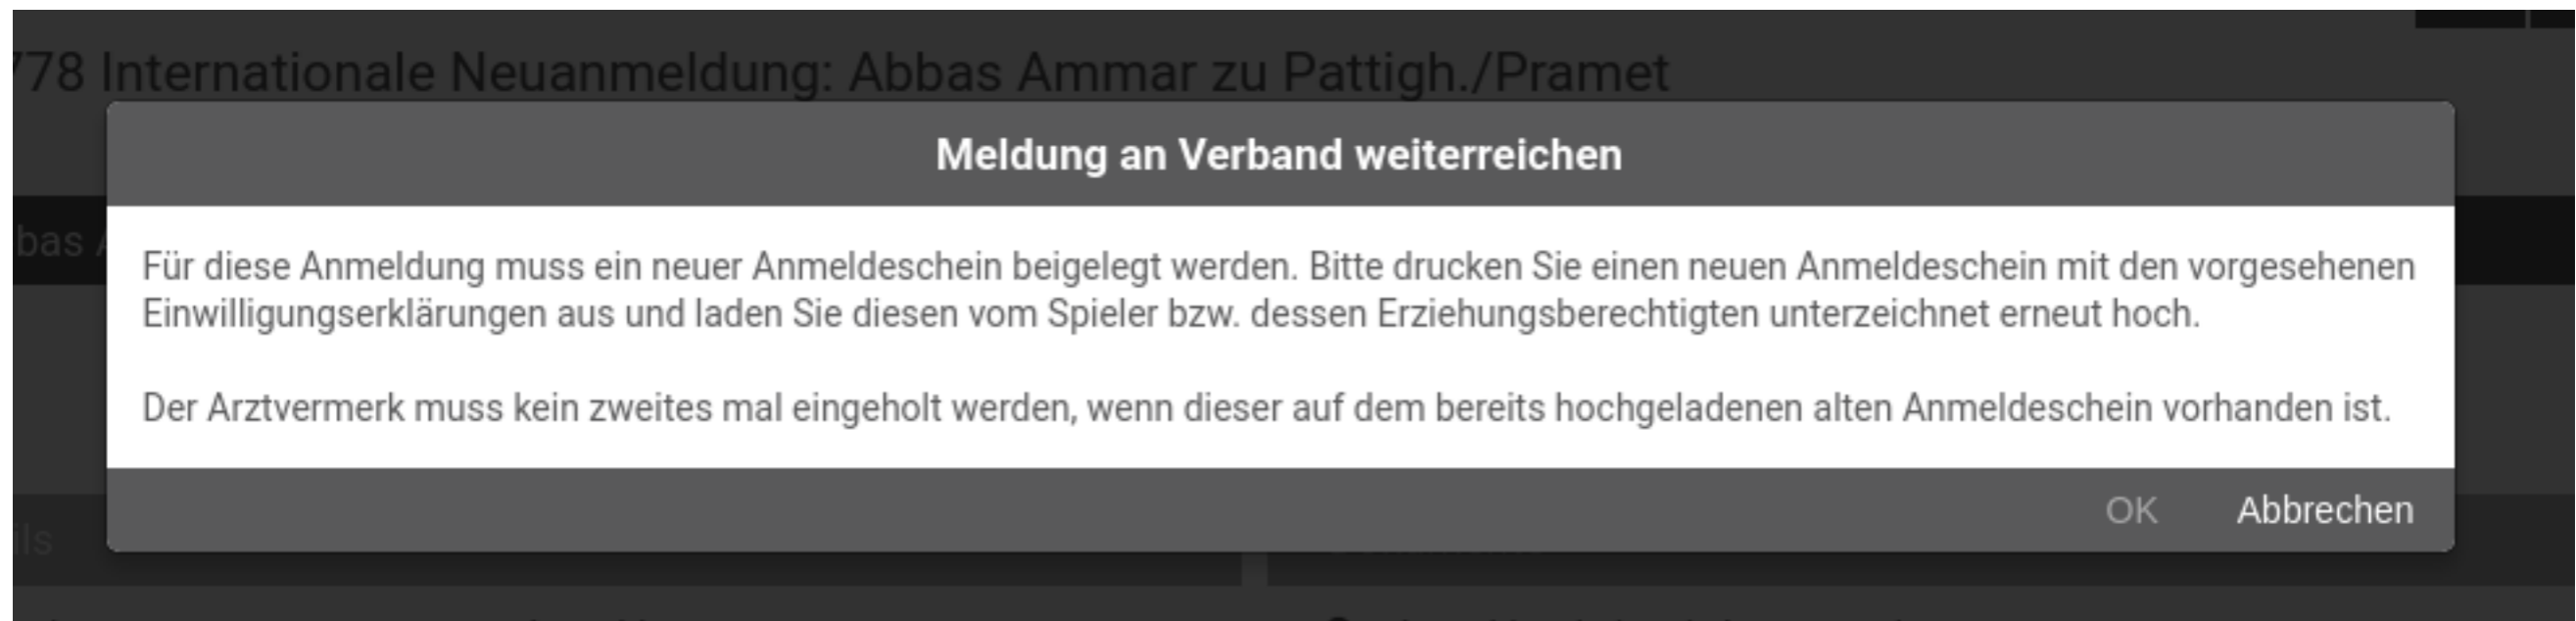 778 Internationale Neuanmeldung: Abbas Ammar zu Pattigh./Pramet
Meldung an Verband weiterreichen
bas A
Für diese Anmeldung muss ein neuer Anmeldeschein beigelegt werden. Bitte drucken Sie einen neuen Anmeldeschein mit den vorgesehenen
Einwilligungserklärungen aus und laden Sie diesen vom Spieler bzw. dessen Erziehungsberechtigten unterzeichnet erneut hoch.
Der Arztvermerk muss kein zweites mal eingeholt werden, wenn dieser auf dem bereits hochgeladenen alten Anmeldeschein vorhanden ist.
OK Abbrechen
ils